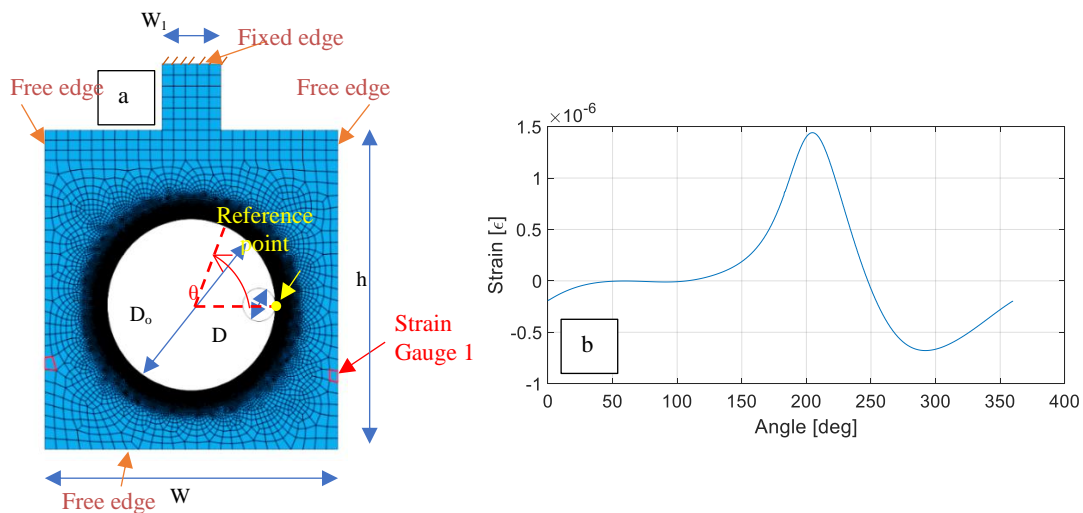 W₁
Fixed edge
Free edge
a
Free edge
Reference
point
θ
h
Dₒ
D
Strain
Gauge 1
W
Free edge
×10⁻⁶
1.5
1
0.5
0
-0.5
-1
Strain [ϵ]
b
0 50 100 150 200 250 300 350 400
Angle [deg]